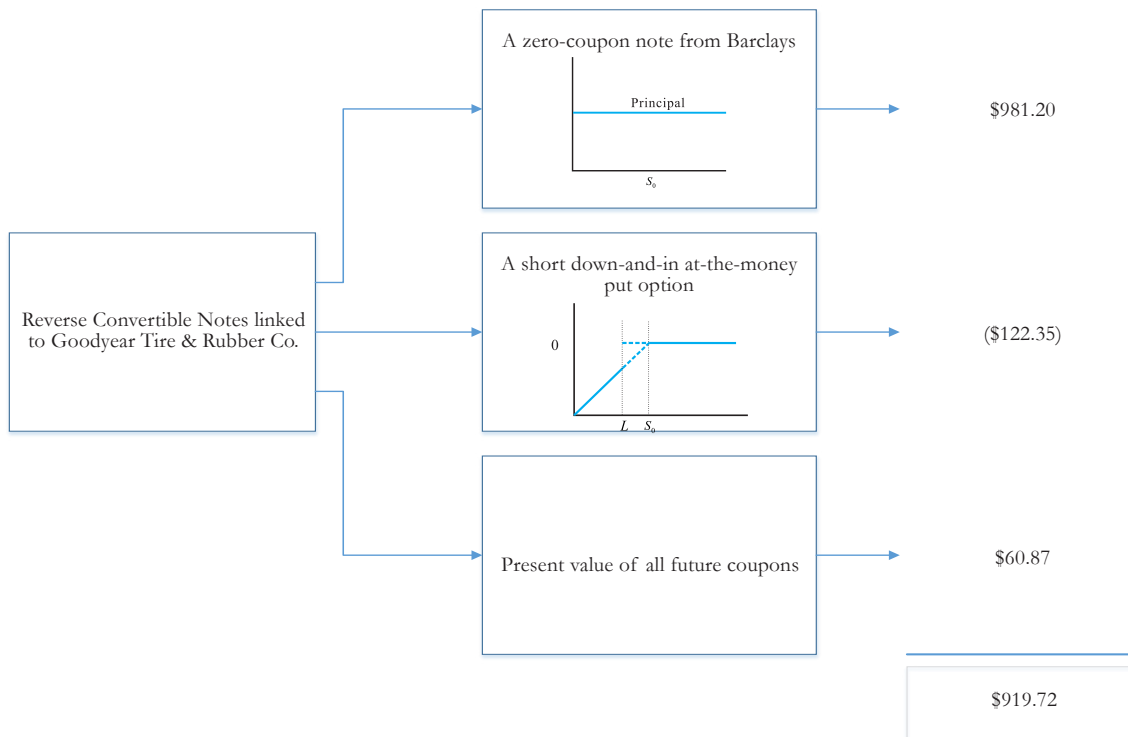 A zero-coupon note from Barclays
Principal
S₀
$981.20
Reverse Convertible Notes linked
to Goodyear Tire & Rubber Co.
A short down-and-in at-the-money
put option
0
L S₀
($122.35)
Present value of all future coupons
$60.87
$919.72